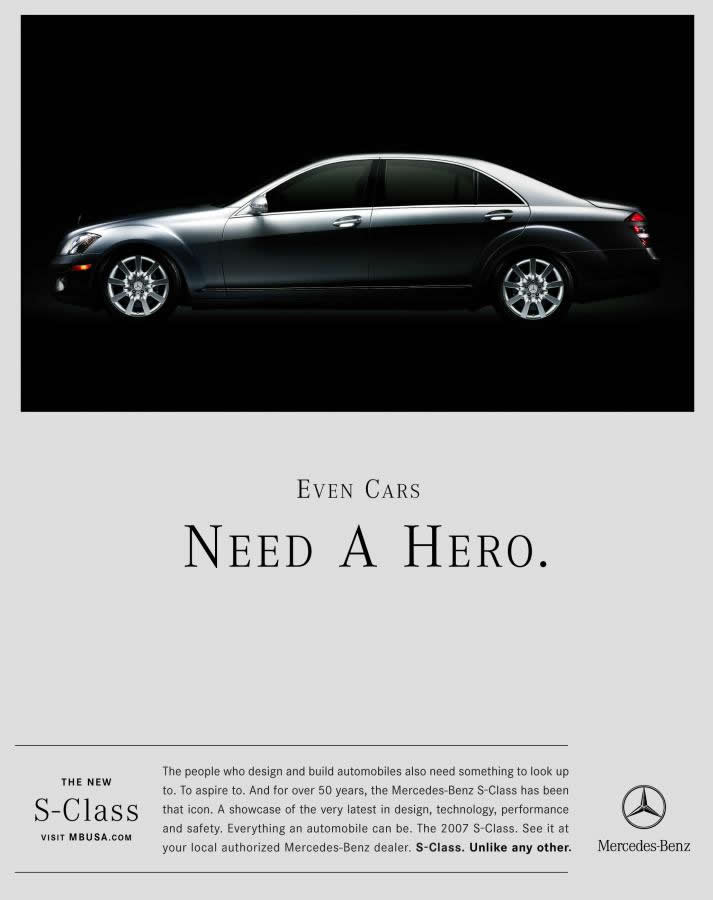 Even Cars
Need A Hero.
THE NEW
S-Class
VISIT MBUSA.COM
The people who design and build automobiles also need something to look up
to. To aspire to. And for over 50 years, the Mercedes-Benz S-Class has been
that icon. A showcase of the very latest in design, technology, performance
and safety. Everything an automobile can be. The 2007 S-Class. See it at
your local authorized Mercedes-Benz dealer. S-Class. Unlike any other.
Mercedes-Benz